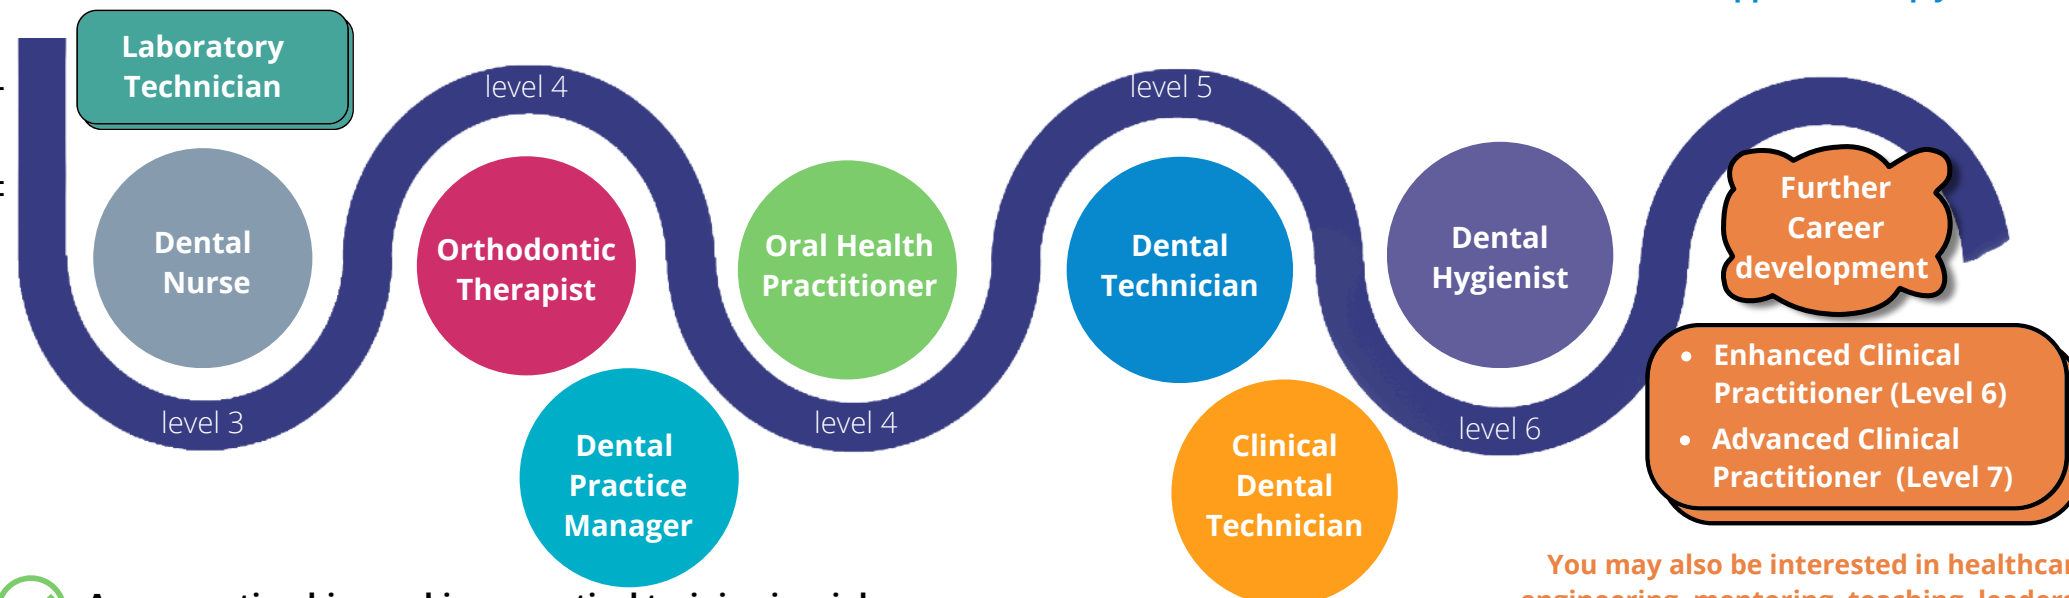 Laboratory
Technician
level 4
level 5
Dental
Nurse
Orthodontic
Therapist
Oral Health
Practitioner
Dental
Technician
Dental
Hygienist
Further
Career
development
level 3
level 4
level 6
Dental
Practice
Manager
Clinical
Dental
Technician
• Enhanced Clinical
Practitioner (Level 6)
• Advanced Clinical
Practitioner (Level 7)
You may also be interested in